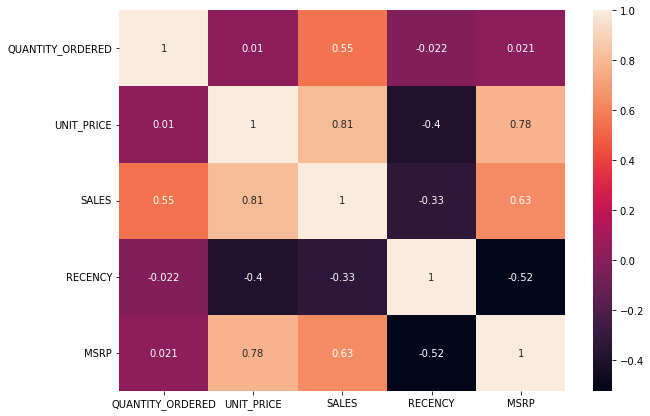 QUANTITY_ORDERED 1 0.01 0.55 -0.022 0.021
UNIT_PRICE 0.01 1 0.81 -0.4 0.78
SALES 0.55 0.81 1 -0.33 0.63
RECENCY -0.022 -0.4 -0.33 1 -0.52
MSRP 0.021 0.78 0.63 -0.52 1
QUANTITY_ORDERED UNIT_PRICE SALES RECENCY MSRP
1.0
0.8
0.6
0.4
0.2
0.0
−0.2
−0.4